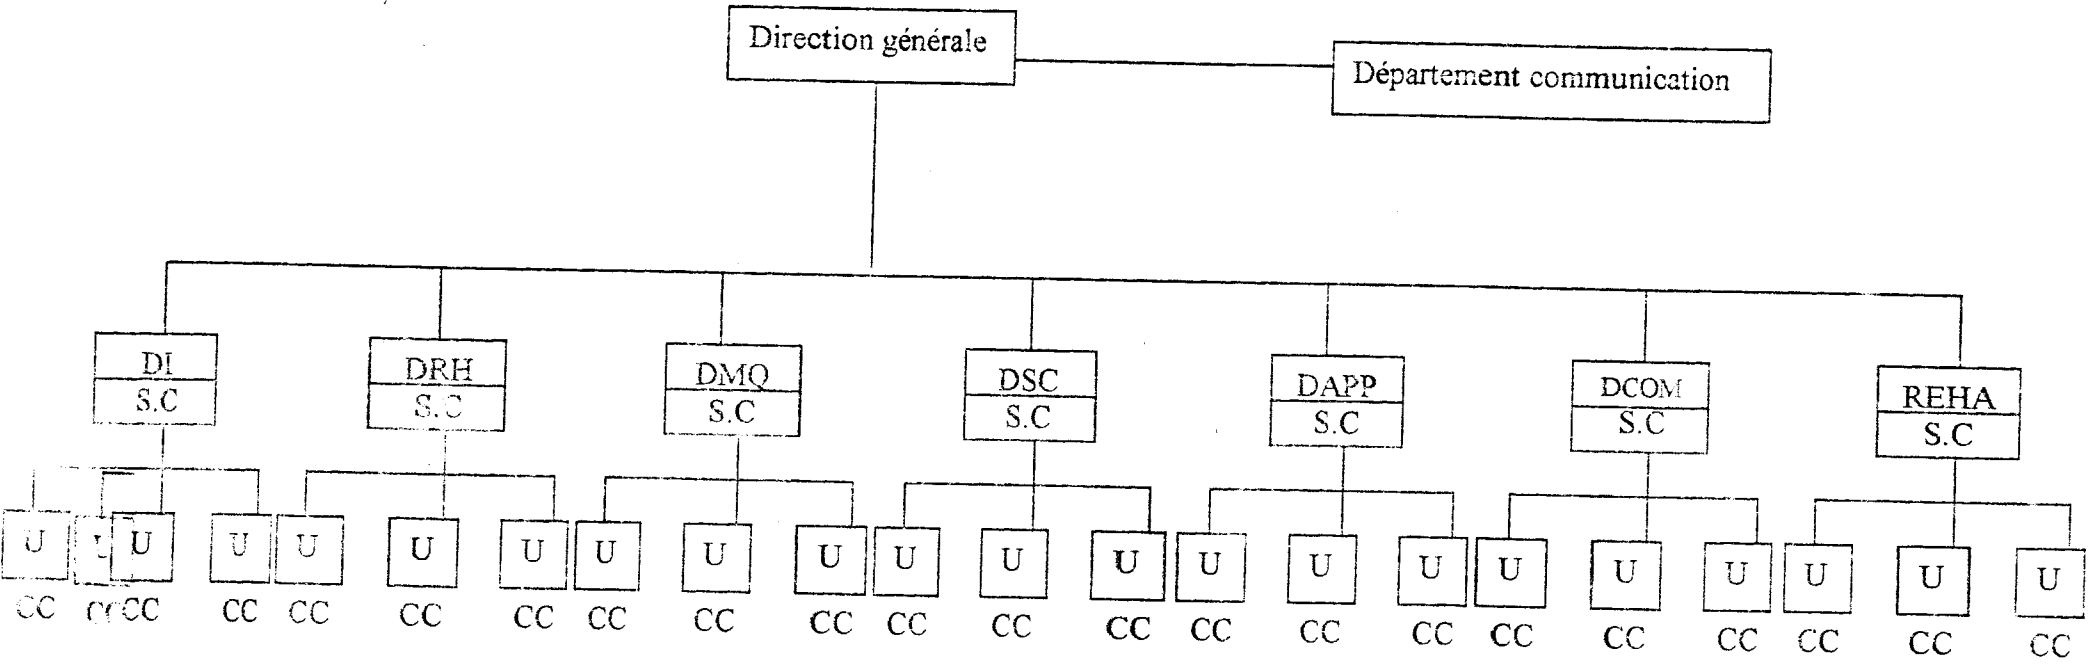 Direction générale
Département communication
DI DRH DMQ DSC DAPP DCOM REHA
S.C S.C S.C S.C S.C S.C S.C
U U U U U U U U U U U U U U U U U U U U U
CC CC CC CC CC CC CC CC CC CC CC CC CC CC CC CC CC CC CC CC CC